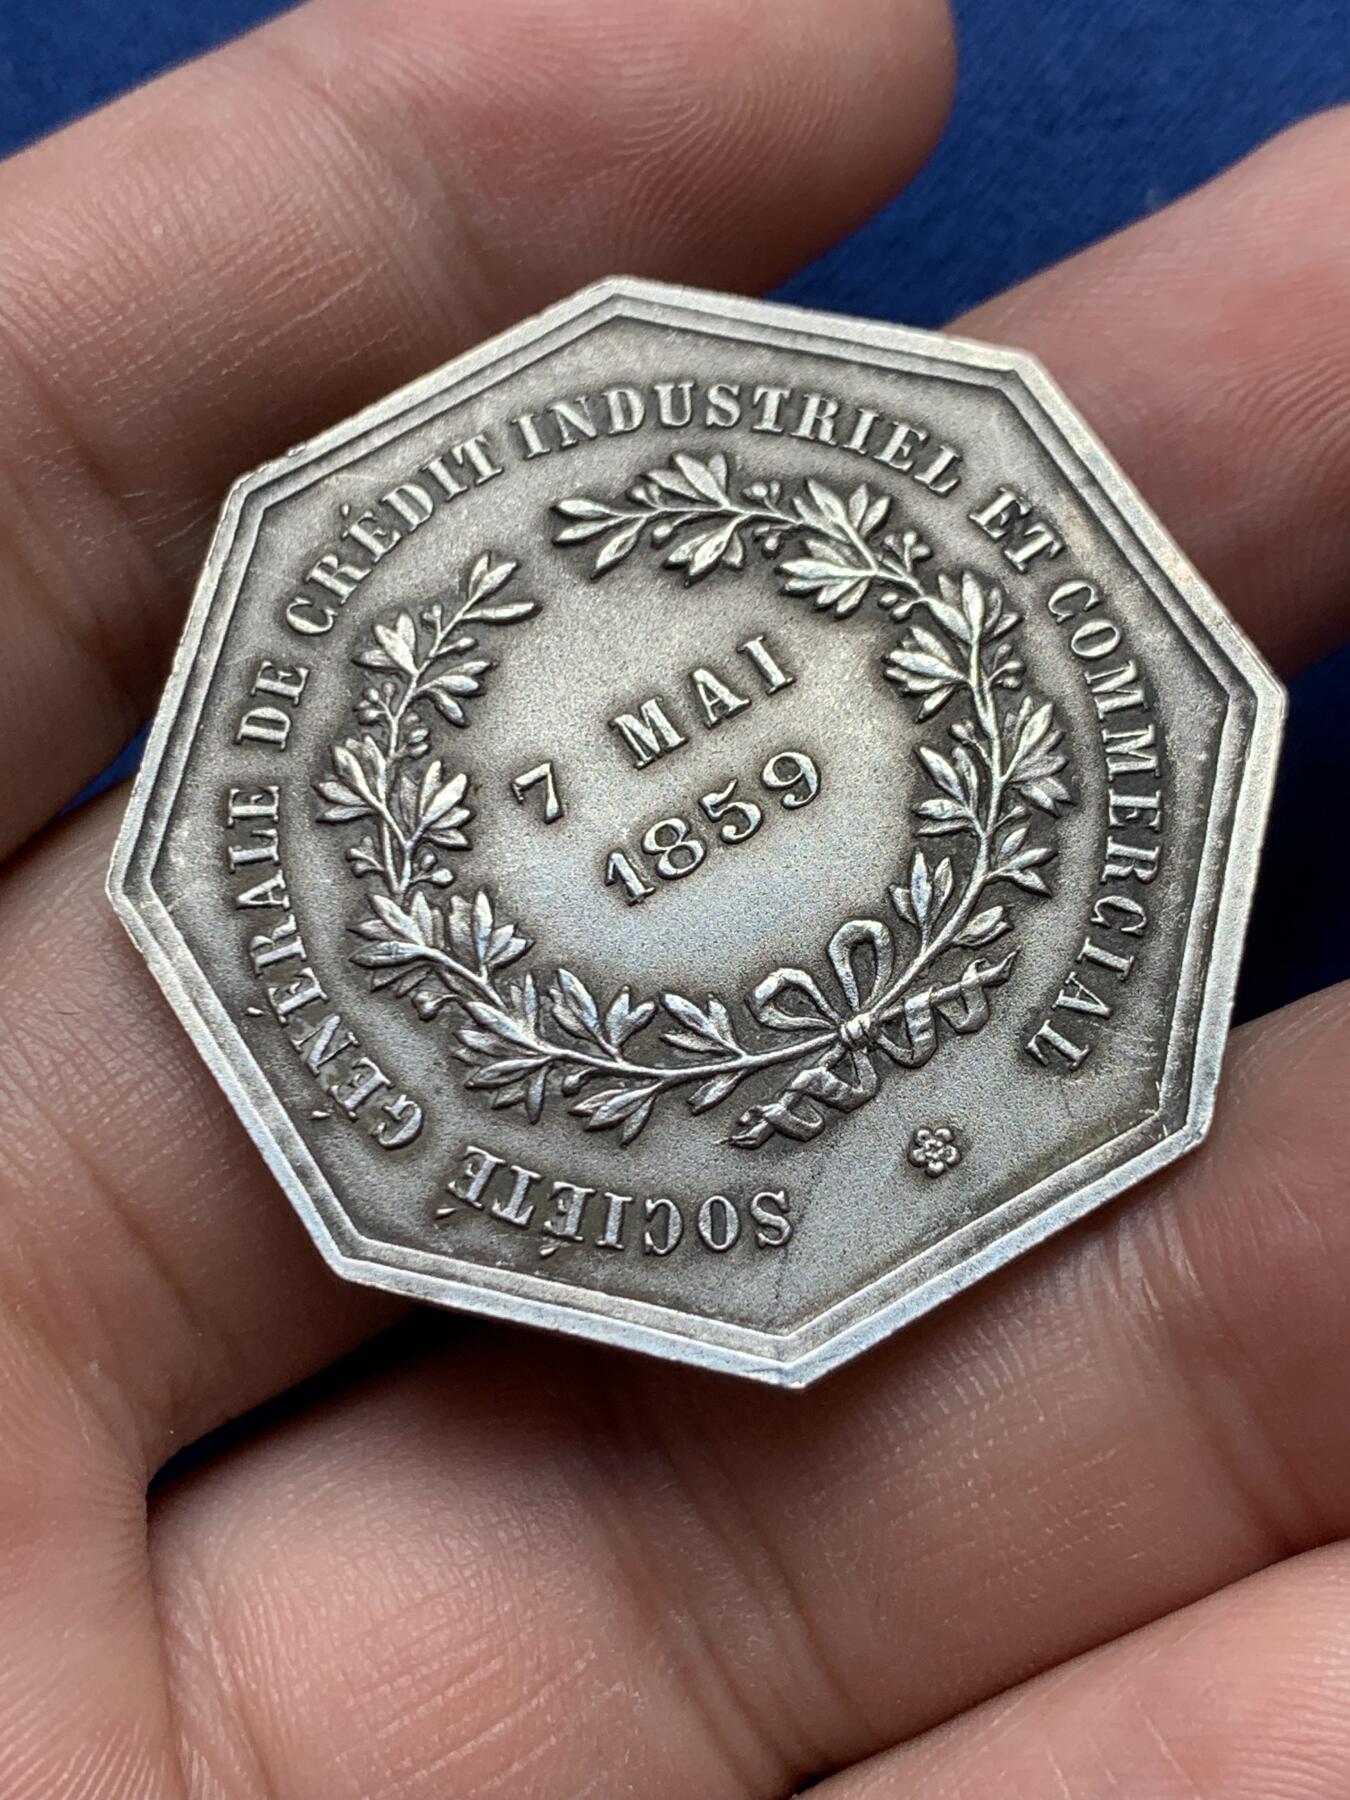 SOCIÉTÉ GÉNÉRALE DE CRÉDIT INDUSTRIEL ET COMMERCIAL
7 MAI
1859